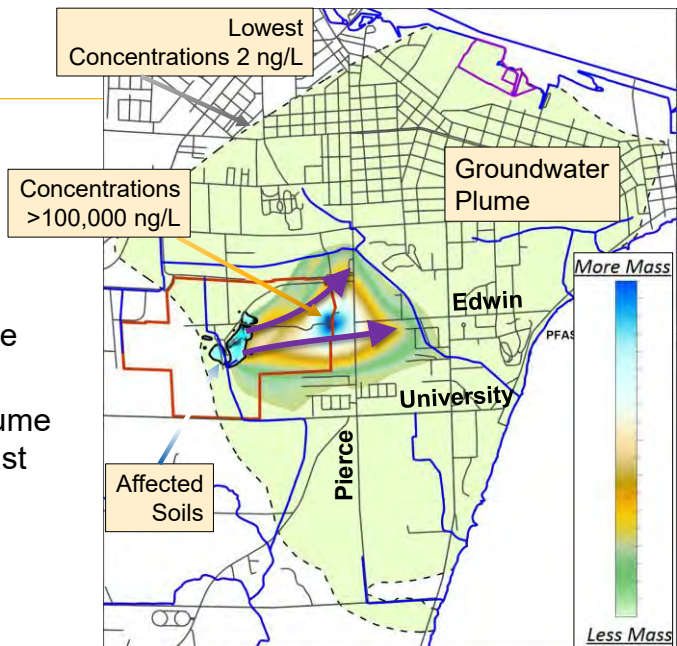 Lowest
Concentrations 2 ng/L
Concentrations
>100,000 ng/L
Groundwater
Plume
More Mass
Edwin
PFAS
e
University
ume
st
Pierce
Affected
Soils
Less Mass